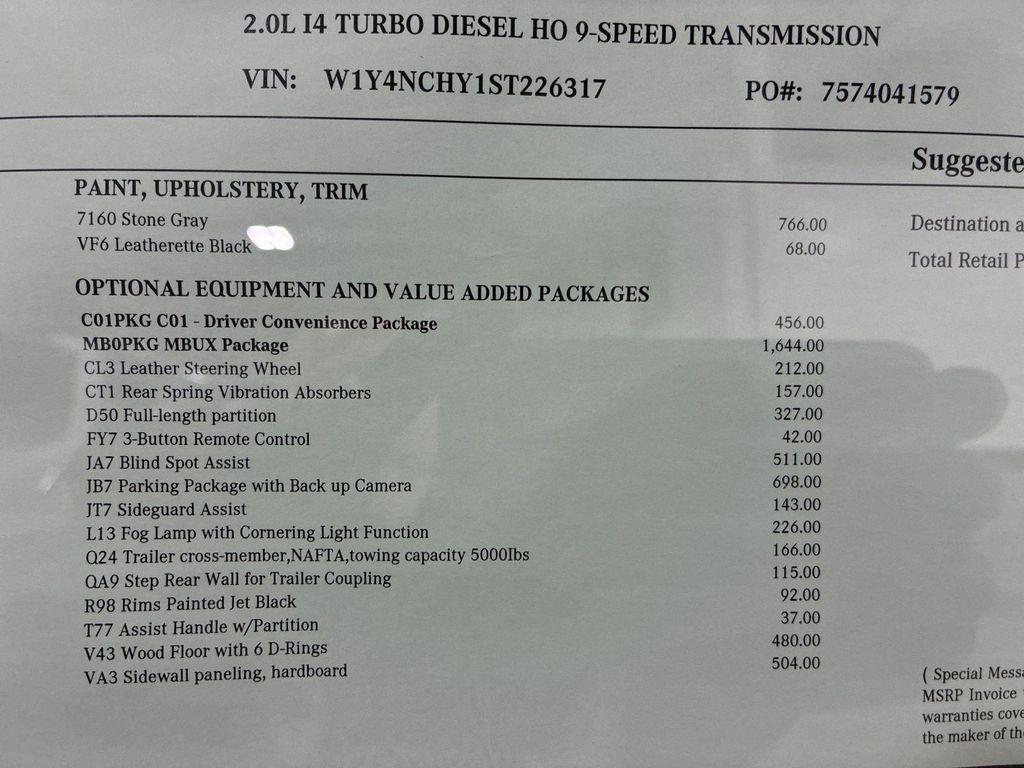 2.0L I4 TURBO DIESEL HO 9-SPEED TRANSMISSION
VIN: W1Y4NCHY1ST226317 PO#: 7574041579
Suggeste
PAINT, UPHOLSTERY, TRIM
7160 Stone Gray 766.00
VF6 Leatherette Black 68.00
Destination a
Total Retail P
OPTIONAL EQUIPMENT AND VALUE ADDED PACKAGES
C01PKG C01 - Driver Convenience Package 456.00
MB0PKG MBUX Package 1,644.00
CL3 Leather Steering Wheel 212.00
CT1 Rear Spring Vibration Absorbers 157.00
D50 Full-length partition 327.00
FY7 3-Button Remote Control 42.00
JA7 Blind Spot Assist 511.00
JB7 Parking Package with Back up Camera 698.00
JT7 Sideguard Assist 143.00
L13 Fog Lamp with Cornering Light Function 226.00
Q24 Trailer cross-member,NAFTA,towing capacity 5000Ibs 166.00
QA9 Step Rear Wall for Trailer Coupling 115.00
R98 Rims Painted Jet Black 92.00
T77 Assist Handle w/Partition 37.00
V43 Wood Floor with 6 D-Rings 480.00
VA3 Sidewall paneling, hardboard 504.00
( Special Messa
MSRP Invoice
warranties cove
the maker of th